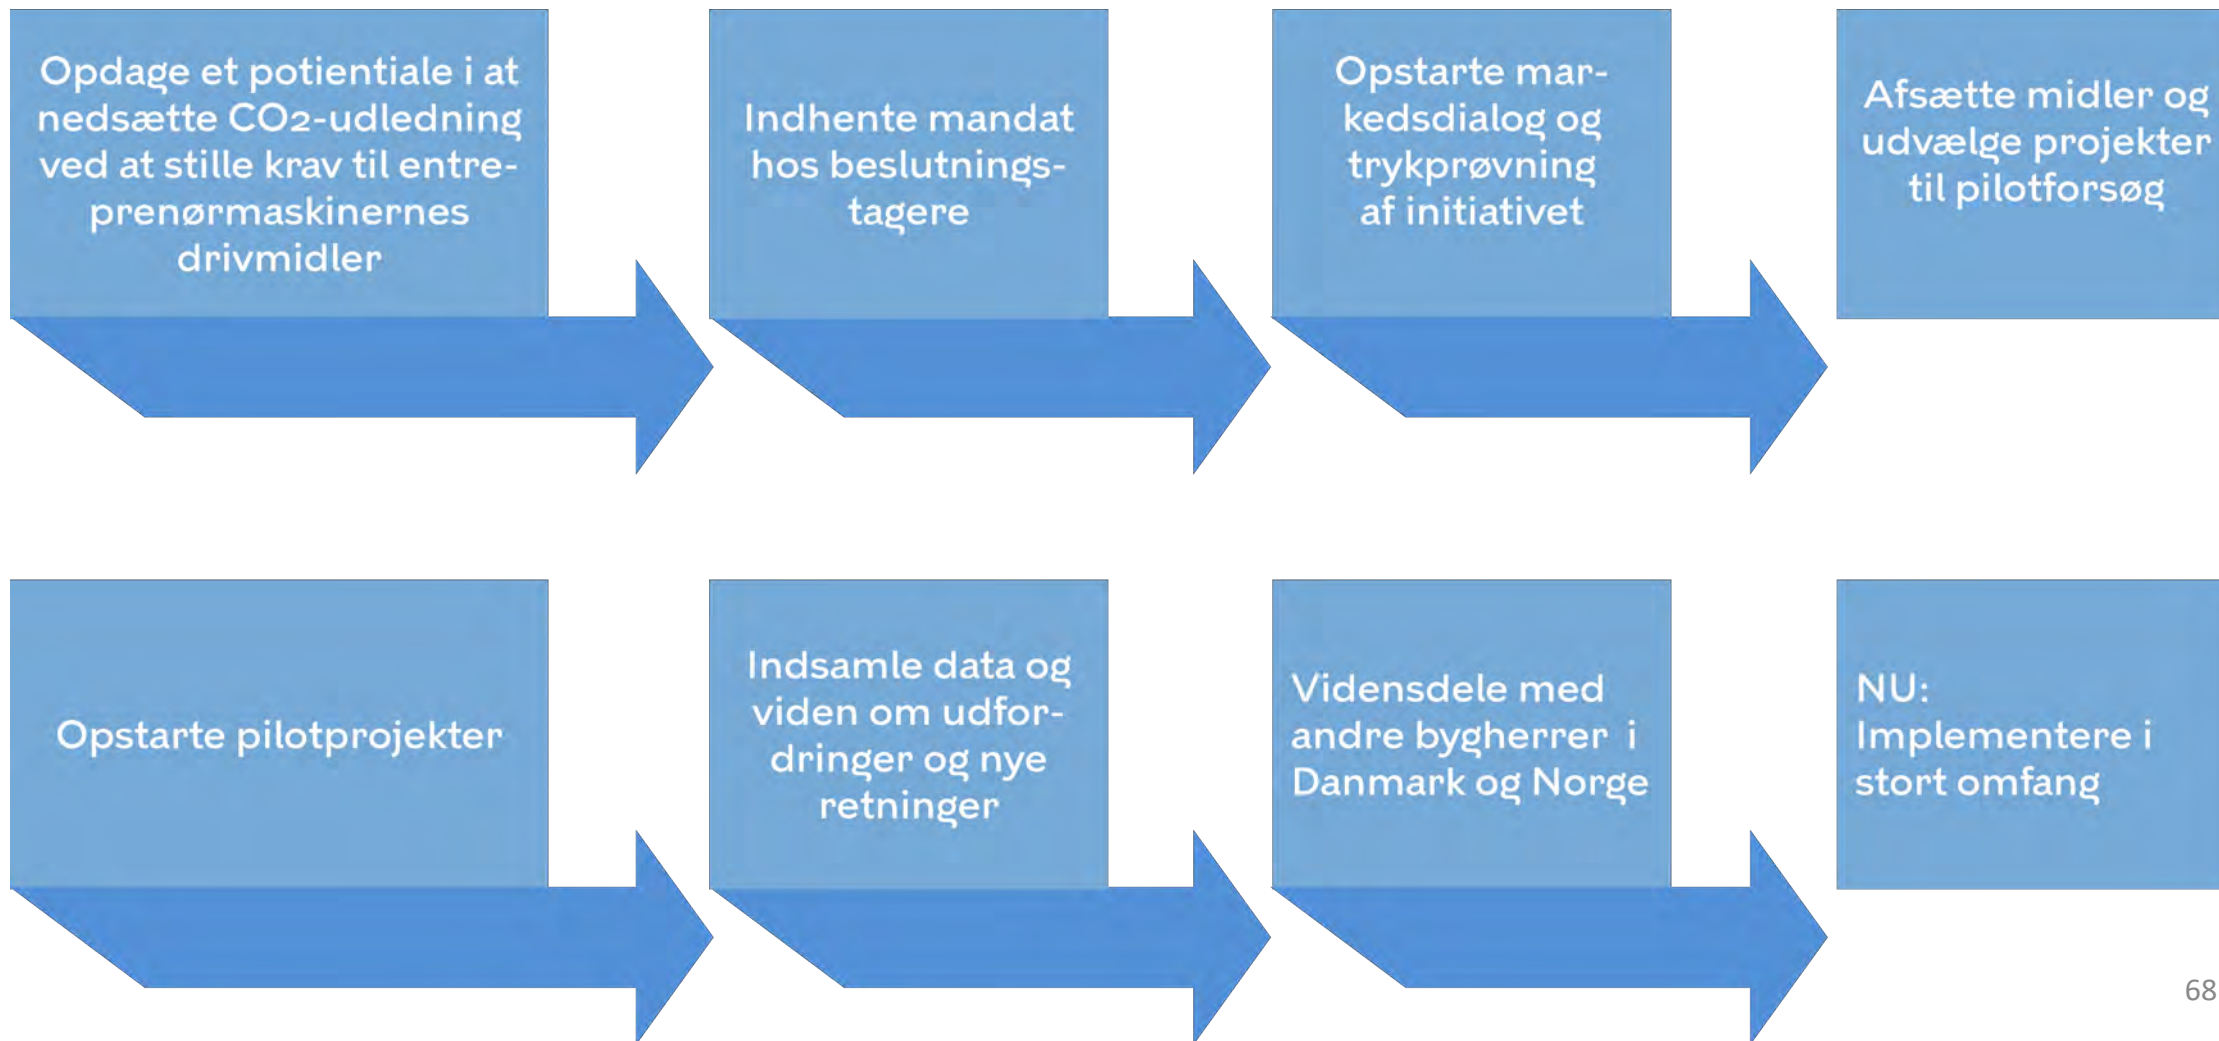 Opdage et potientiale i at
nedsætte CO2-udledning
ved at stille krav til entre-
prenørmaskinernes
drivmidler
Indhente mandat
hos beslutnings-
tagere
Opstarte mar-
kedsdialog og
trykprøvning
af initiativet
Afsætte midler og
udvælge projekter
til pilotforsøg
Opstarte pilotprojekter
Indsamle data og
viden om udfor-
dringer og nye
retninger
Vidensdele med
andre bygherrer i
Danmark og Norge
NU:
Implementere i
stort omfang
68